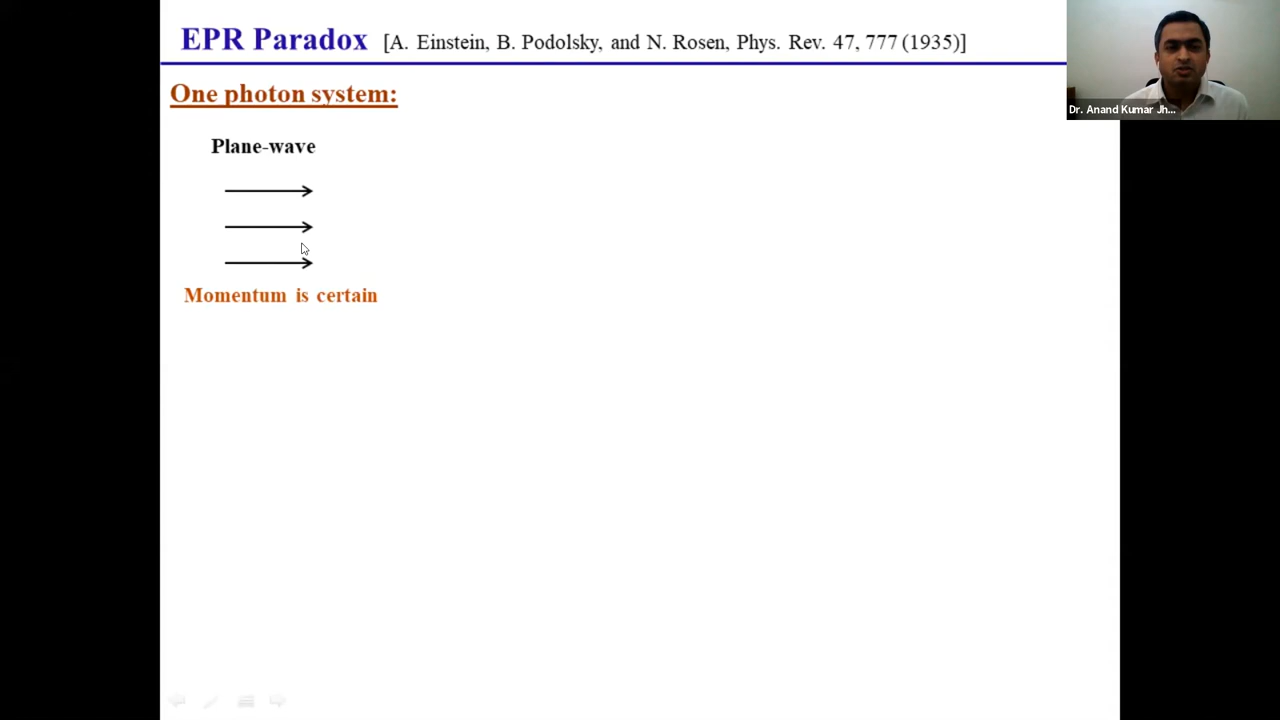 EPR Paradox [A. Einstein, B. Podolsky, and N. Rosen, Phys. Rev. 47, 777 (1935)]
Dr. Anand Kumar Jh...
One photon system:
Plane-wave
Momentum is certain